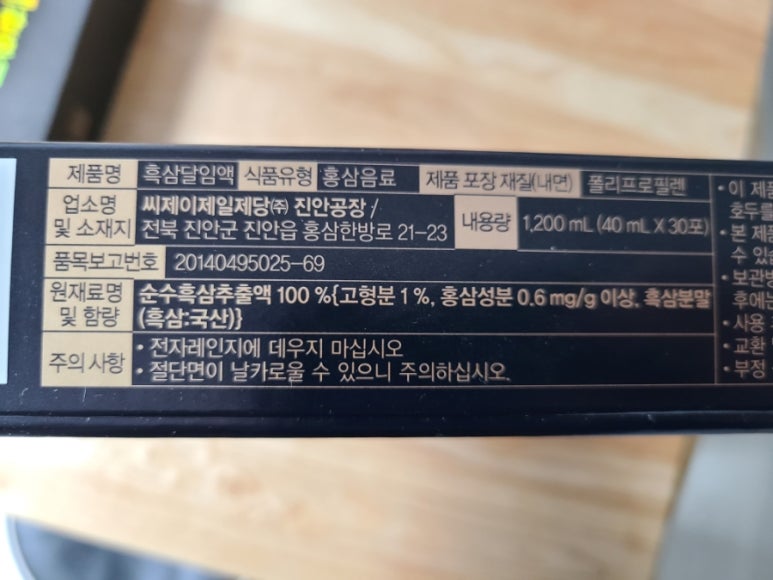 제품명 흑삼달임액 식품유형 홍삼음료 제품 포장 재질(내면) 폴리프로필렌
업소명 및 소재지 씨제이제일제당㈜ 진안공장 /
전북 진안군 진안읍 홍삼한방로 21-23
내용량 1,200 mL (40 mL X 30포)
품목보고번호 20140495025-69
원재료명 및 함량 순수흑삼추출액 100 %{고형분 1 %, 홍삼성분 0.6 mg/g 이상, 흑삼분말
(흑삼:국산)}
주의 사항 • 전자레인지에 데우지 마십시오
• 절단면이 날카로울 수 있으니 주의하십시오.
• 이 제품
호두를
• 본 제품
수 있습
• 보관방
후에는
• 사용
• 교환
• 부정